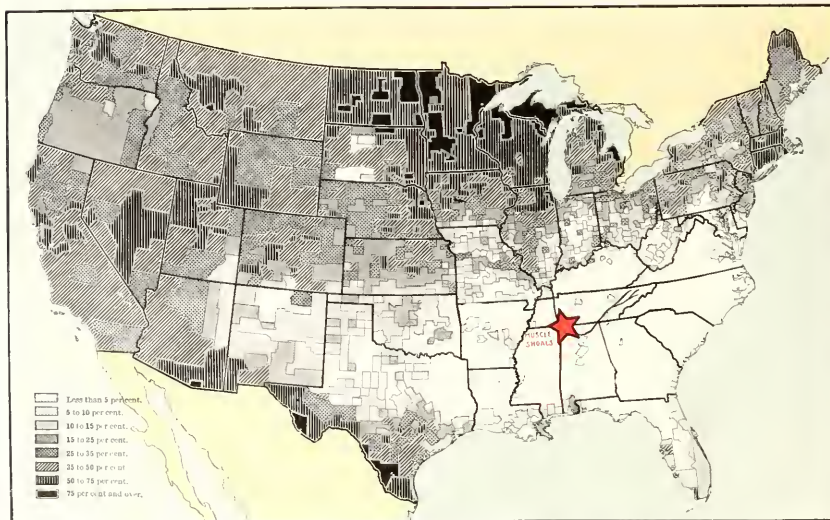 MUSCLE
SHOALS
Less than 5 per cent.
5 to 10 per cent.
10 to 15 per cent.
15 to 25 per cent.
25 to 35 per cent.
35 to 50 per cent
50 to 75 per cent.
75 per cent and over.